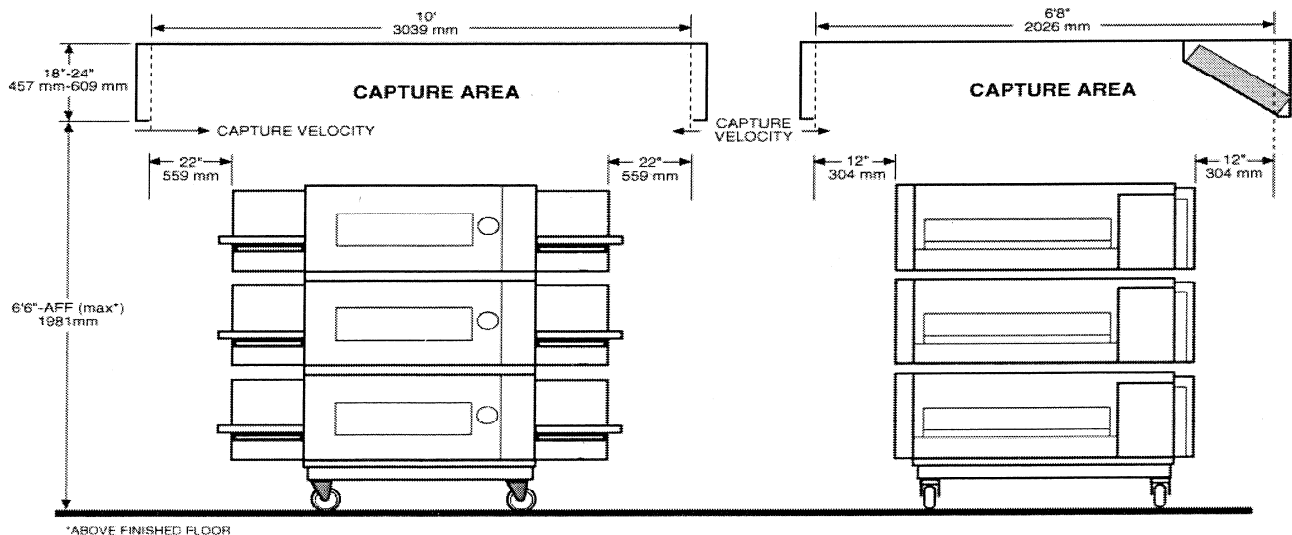 10'
3039 mm
6'8"
2026 mm
18"-24"
457 mm-609 mm
CAPTURE AREA
CAPTURE AREA
CAPTURE VELOCITY
CAPTURE
VELOCITY
22"
559 mm
22"
559 mm
12"
304 mm
12"
304 mm
6'6"-AFF (max*)
1981mm
*ABOVE FINISHED FLOOR